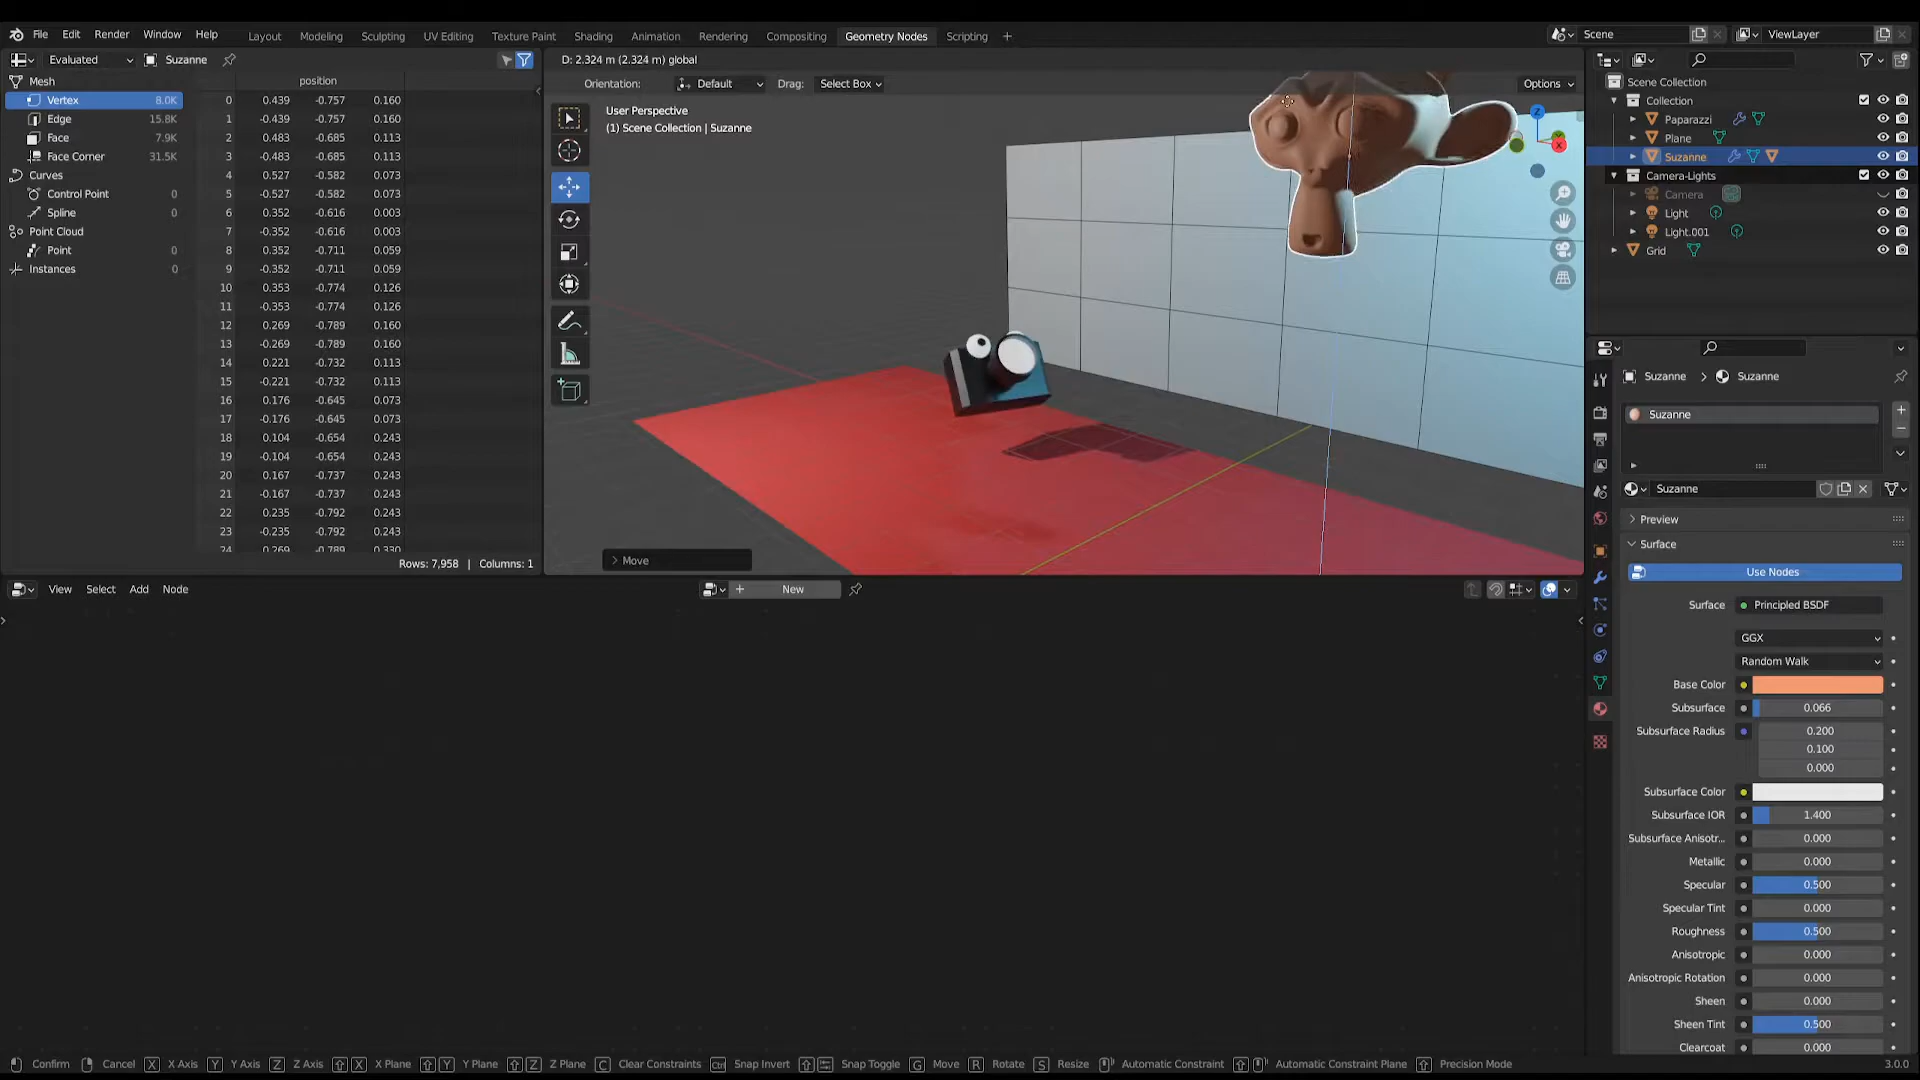 File Edit Render Window Help Layout Modeling Sculpting UV Editing Texture Paint Shading Animation Rendering Compositing Geometry Nodes Scripting + Scene ViewLayer
Evaluated Suzanne
D: 2.324 m (2.324 m) global
Mesh
Vertex 8.0K
Edge 15.8K
Face 7.9K
Face Corner 31.5K
Curves
Control Point 0
Spline 0
Point Cloud
Point 0
Instances 0
position
0 0.439 -0.757 0.160
1 -0.439 -0.757 0.160
2 0.483 -0.685 0.113
3 -0.483 -0.685 0.113
4 0.527 -0.582 0.073
5 -0.527 -0.582 0.073
6 0.352 -0.616 0.003
7 -0.352 -0.616 0.003
8 0.352 -0.711 0.059
9 -0.352 -0.711 0.059
10 0.353 -0.774 0.126
11 -0.353 -0.774 0.126
12 0.269 -0.789 0.160
13 -0.269 -0.789 0.160
14 0.221 -0.732 0.113
15 -0.221 -0.732 0.113
16 0.176 -0.645 0.073
17 -0.176 -0.645 0.073
18 0.104 -0.654 0.243
19 -0.104 -0.654 0.243
20 0.167 -0.737 0.243
21 -0.167 -0.737 0.243
22 0.235 -0.792 0.243
23 -0.235 -0.792 0.243
24 0.269 -0.789 0.330
Rows: 7,958 | Columns: 1
Orientation: Default Drag: Select Box Options
User Perspective
(1) Scene Collection | Suzanne
Z
Y
X
Move
Scene Collection
Collection
Paparazzi
Plane
Suzanne
Camera-Lights
Camera
Light
Light.001
Grid
Suzanne > Suzanne
Suzanne
Suzanne
Preview
Surface
Use Nodes
Surface Principled BSDF
GGX
Random Walk
Base Color
Subsurface 0.066
Subsurface Radius 0.200
0.100
0.000
Subsurface Color
Subsurface IOR 1.400
Subsurface Anisotr... 0.000
Metallic 0.000
Specular 0.500
Specular Tint 0.000
Roughness 0.500
Anisotropic 0.000
Anisotropic Rotation 0.000
Sheen 0.000
Sheen Tint 0.500
Clearcoat 0.000
View Select Add Node + New
Confirm Cancel X X Axis Y Y Axis Z Z Axis X X Plane Y Y Plane Z Z Plane C Clear Constraints Ctrl Snap Invert Snap Toggle G Move R Rotate S Resize Automatic Constraint Automatic Constraint Plane Precision Mode 3.0.0